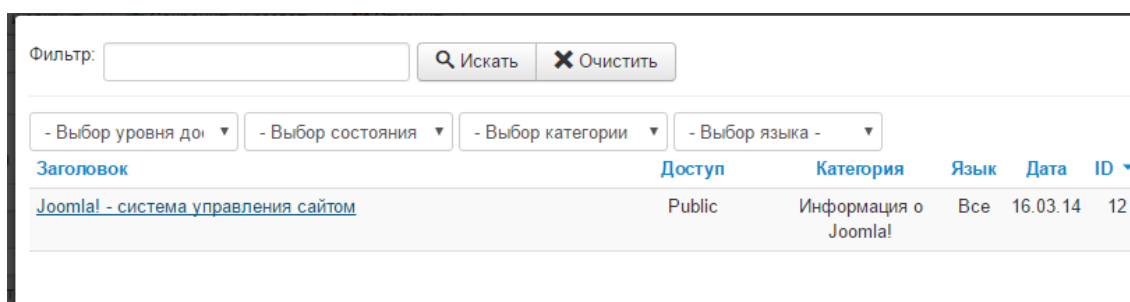 Фильтр: Искать Очистить
- Выбор уровня до - Выбор состояния - Выбор категории - Выбор языка -
Заголовок Доступ Категория Язык Дата ID
Joomla! - система управления сайтом Public Информация о Joomla! Все 16.03.14 12